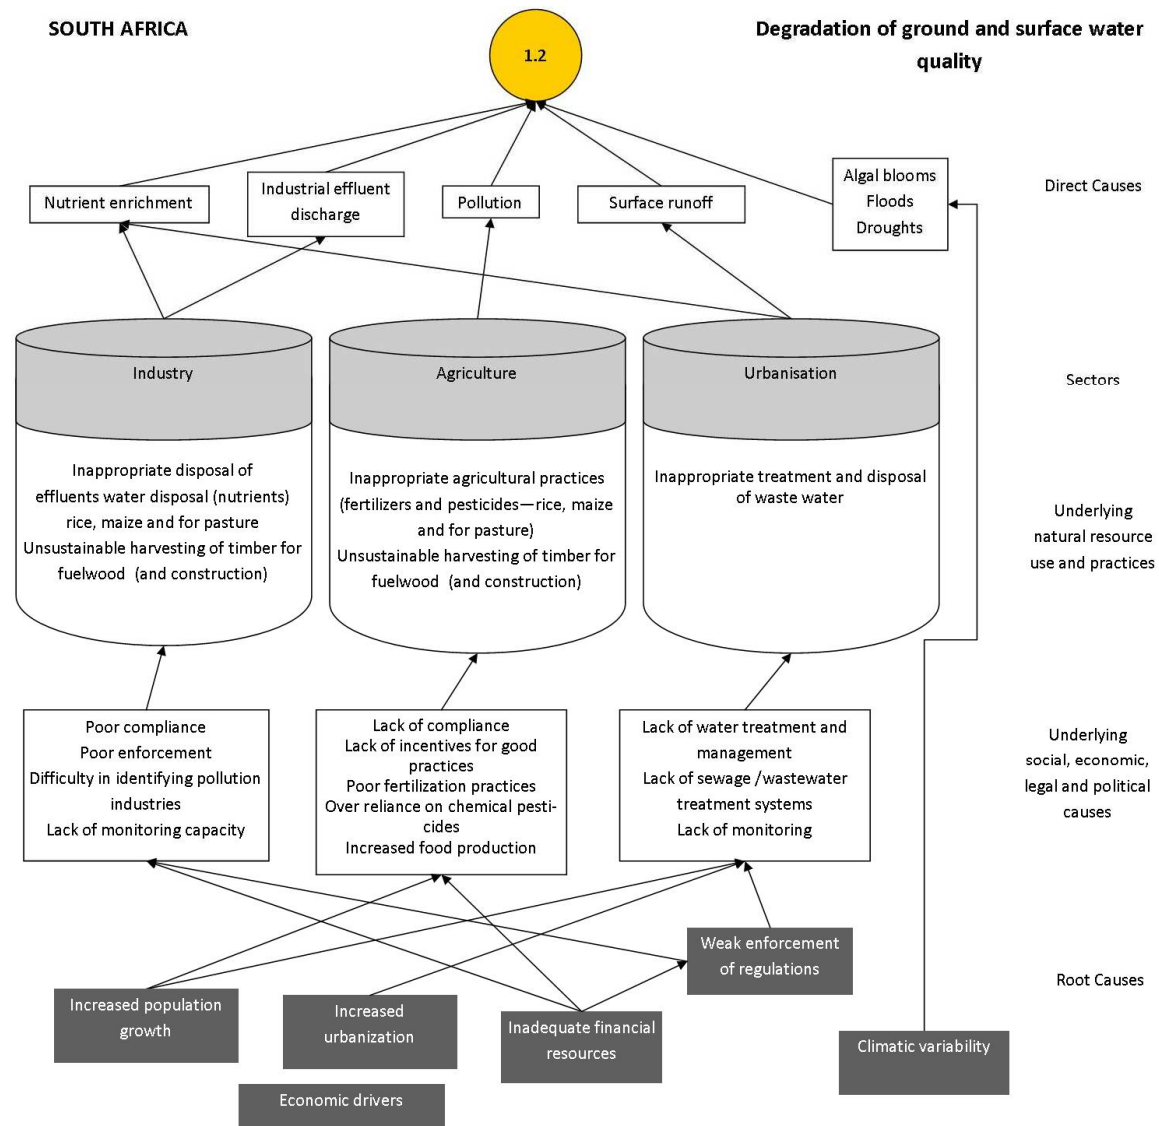 SOUTH AFRICA
1.2
Degradation of ground and surface water
quality
Nutrient enrichment
Industrial effluent
discharge
Pollution
Surface runoff
Algal blooms
Floods
Droughts
Direct Causes
Industry
Agriculture
Urbanisation
Sectors
Inappropriate disposal of
effluents water disposal (nutrients)
rice, maize and for pasture
Unsustainable harvesting of timber for
fuelwood (and construction)
Inappropriate agricultural practices
(fertilizers and pesticides—rice, maize
and for pasture)
Unsustainable harvesting of timber for
fuelwood (and construction)
Inappropriate treatment and disposal
of waste water
Underlying
natural resource
use and practices
Poor compliance
Poor enforcement
Difficulty in identifying pollution
industries
Lack of monitoring capacity
Lack of compliance
Lack of incentives for good
practices
Poor fertilization practices
Over reliance on chemical pesti-
cides
Increased food production
Lack of water treatment and
management
Lack of sewage /wastewater
treatment systems
Lack of monitoring
Underlying
social, economic,
legal and political
causes
Weak enforcement
of regulations
Root Causes
Increased population
growth
Increased
urbanization
Inadequate financial
resources
Climatic variability
Economic drivers